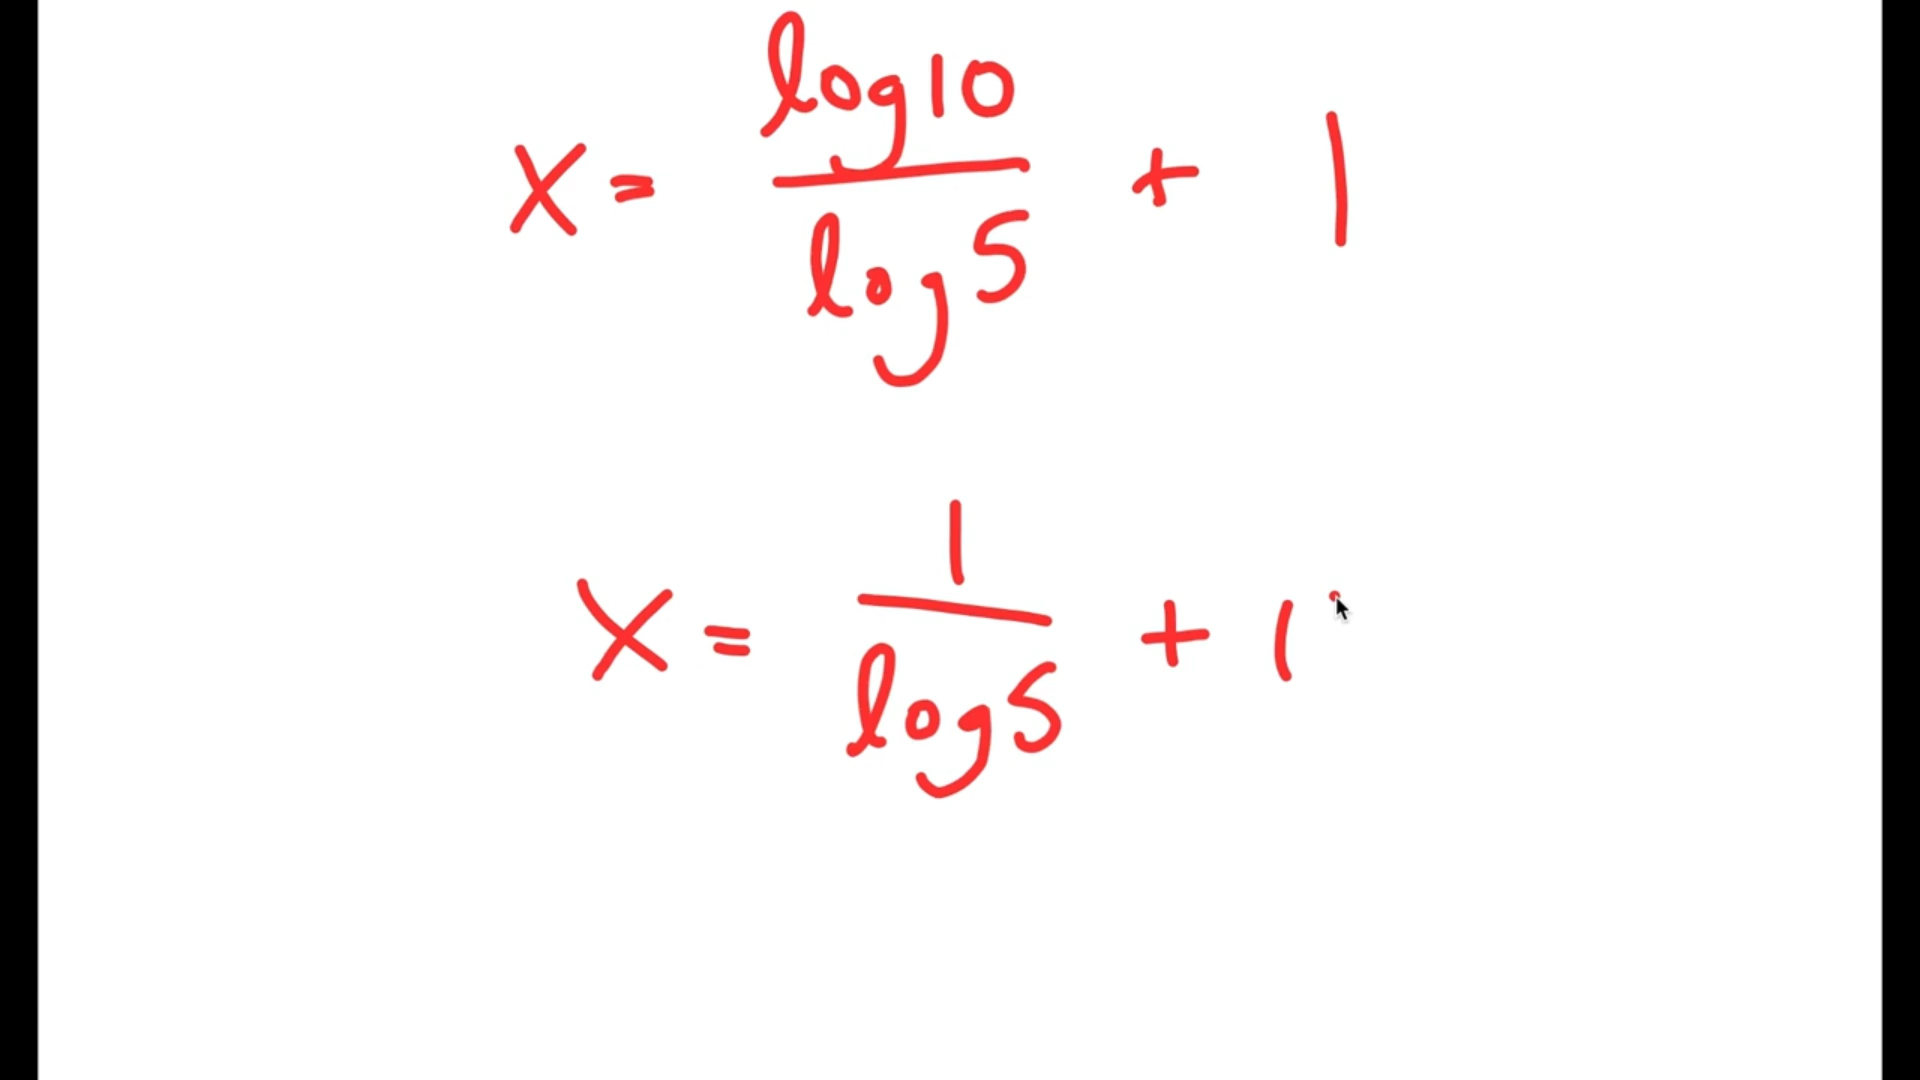 x = log10/log5 + 1
x = 1/log5 + 1